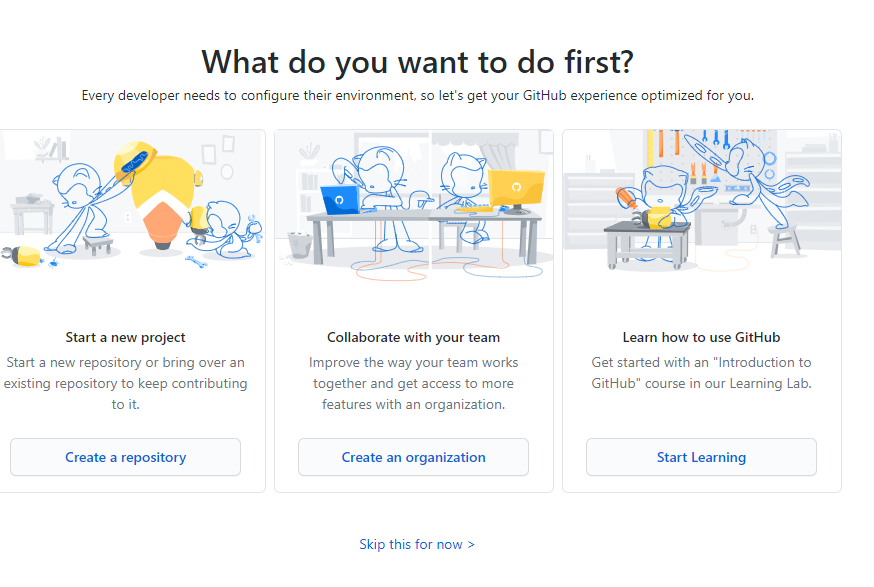 What do you want to do first?
Every developer needs to configure their environment, so let's get your GitHub experience optimized for you.
Start a new project
Start a new repository or bring over an
existing repository to keep contributing
to it.
Create a repository
Collaborate with your team
Improve the way your team works
together and get access to more
features with an organization.
Create an organization
Learn how to use GitHub
Get started with an "Introduction to
GitHub" course in our Learning Lab.
Start Learning
Skip this for now >